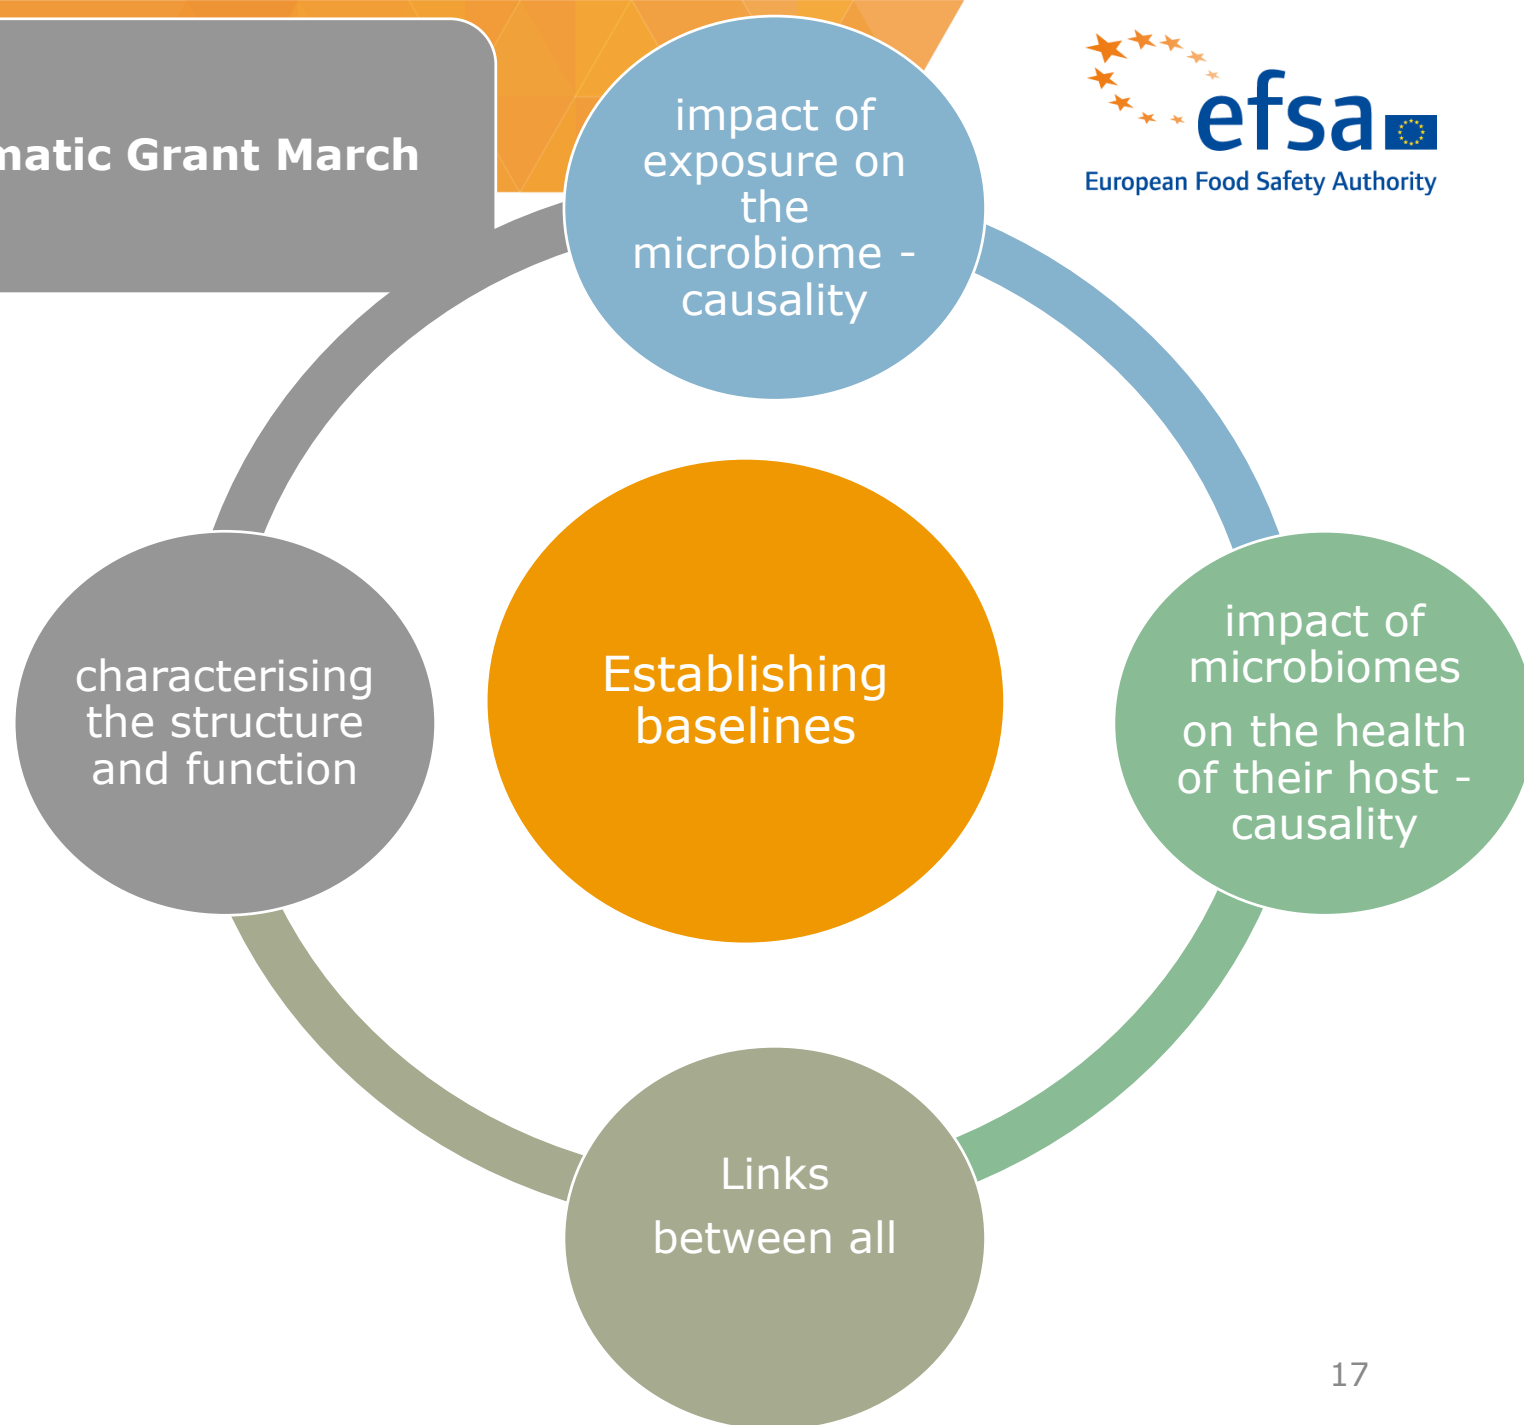 Grant March
efsa
European Food Safety Authority
impact of
exposure on
the
microbiome -
causality
characterising
the structure
and function
Establishing
baselines
impact of
microbiomes
on the health
of their host -
causality
Links
between all
17